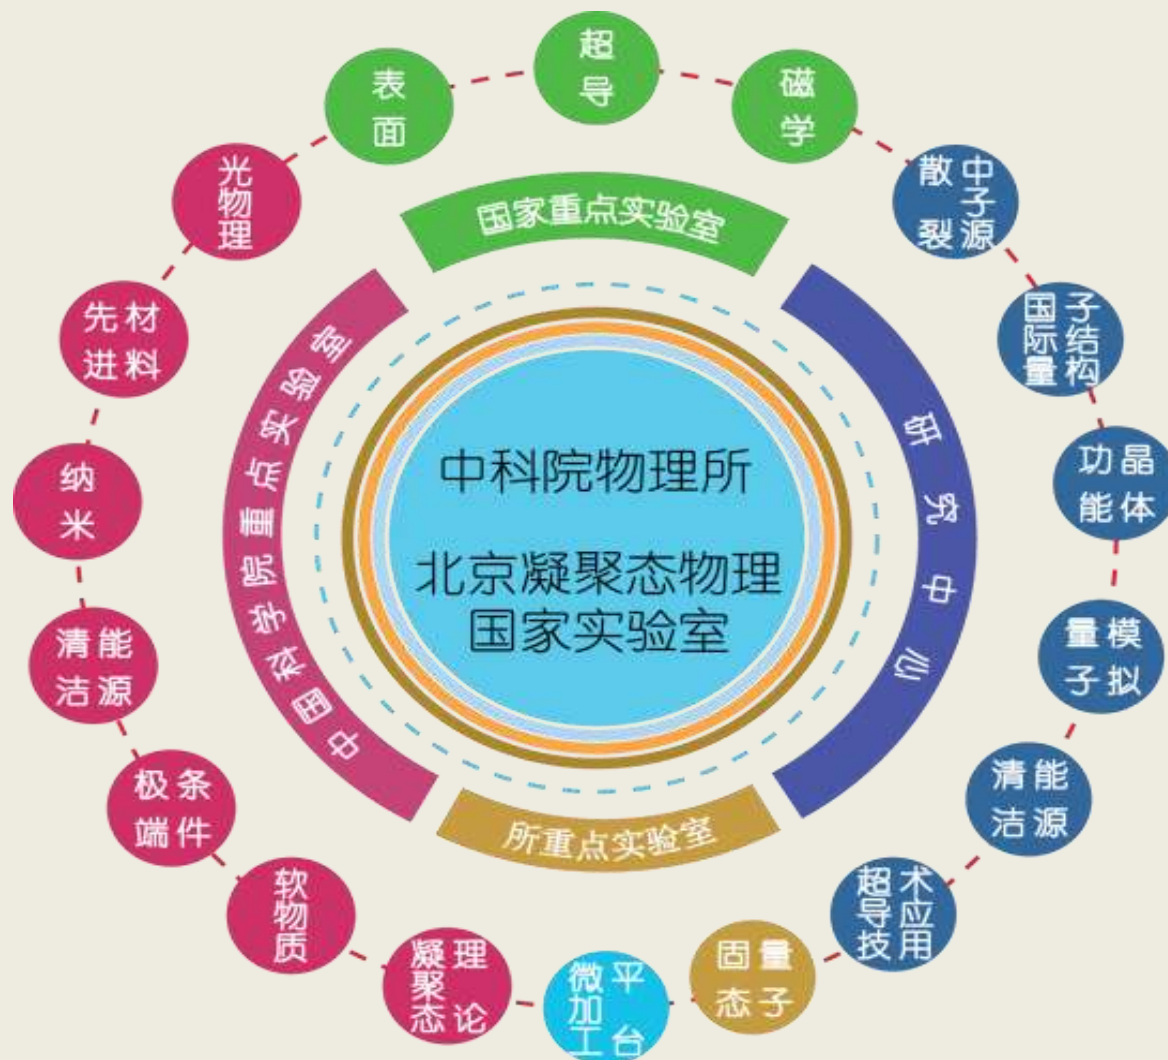 超
导
磁
学
散 中
子
裂 源
国 子
际 结
量 构
功 晶
能 体
量 模
子 拟
清 能
洁 源
超 术
导 应
技 用
固 量
态 子
微 平
加
工 台
凝 理
聚
态 论
软
物
质
极 条
端 件
清 能
洁 源
纳
米
先 材
进 料
光
物
理
表
面
国家重点实验室
研究中心
所重点实验室
中国科学院重点实验室
中科院物理所
北京凝聚态物理
国家实验室